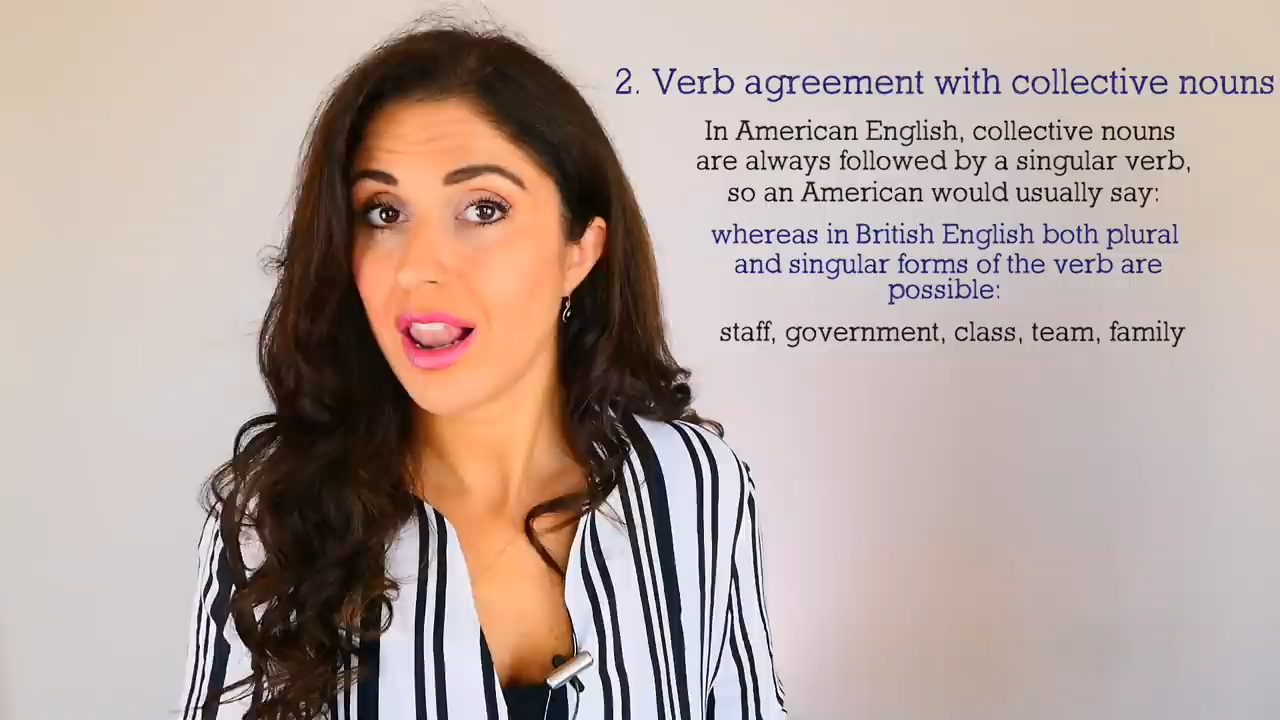 2. Verb agreement with collective nouns
In American English, collective nouns
are always followed by a singular verb,
so an American would usually say:
whereas in British English both plural
and singular forms of the verb are
possible:
staff, government, class, team, family